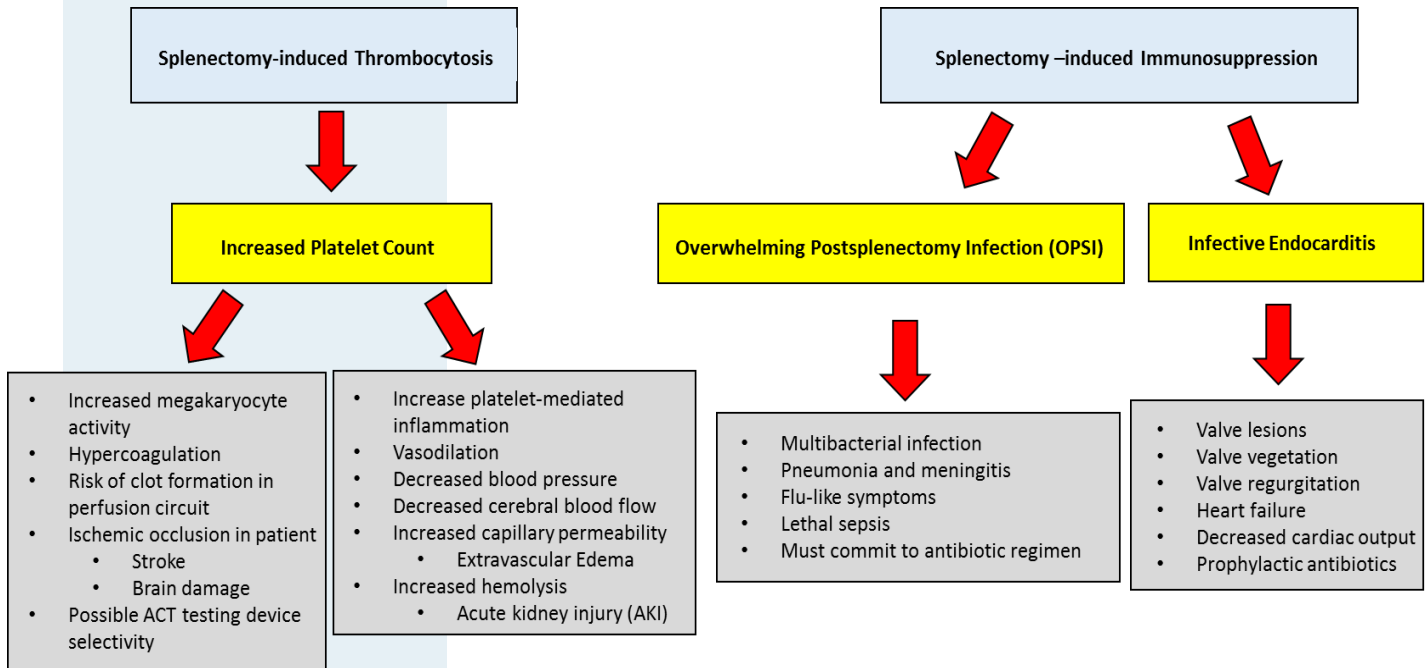 Splenectomy-induced Thrombocytosis
Splenectomy –induced Immunosuppression
Increased Platelet Count
Overwhelming Postsplenectomy Infection (OPSI)
Infective Endocarditis
• Increased megakaryocyte
activity
• Hypercoagulation
• Risk of clot formation in
perfusion circuit
• Ischemic occlusion in patient
• Stroke
• Brain damage
• Possible ACT testing device
selectivity
• Increase platelet-mediated
inflammation
• Vasodilation
• Decreased blood pressure
• Decreased cerebral blood flow
• Increased capillary permeability
• Extravascular Edema
• Increased hemolysis
• Acute kidney injury (AKI)
• Multibacterial infection
• Pneumonia and meningitis
• Flu-like symptoms
• Lethal sepsis
• Must commit to antibiotic regimen
• Valve lesions
• Valve vegetation
• Valve regurgitation
• Heart failure
• Decreased cardiac output
• Prophylactic antibiotics